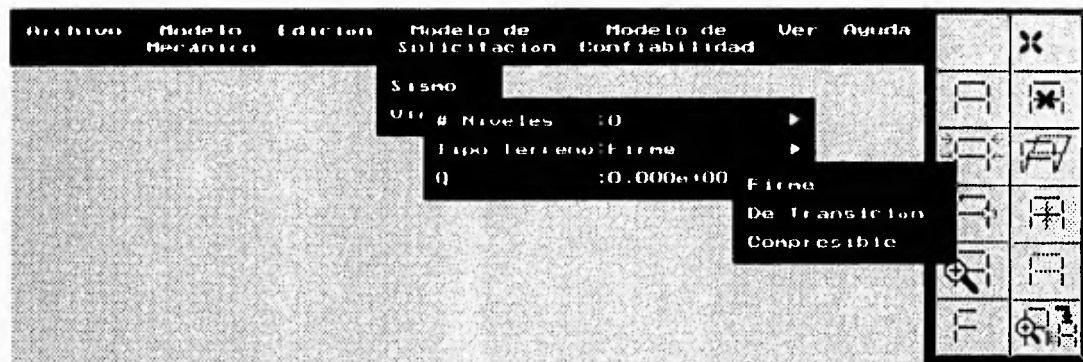 Archivo Modelo Mecánico Edicion Modelo de Solicitacion Modelo de Confiabilidad Ver Ayuda
Sismo
# Niveles :0
Tipo Terreno:Firme
Q :0.000e+00
Firme
De Transicion
Compresible